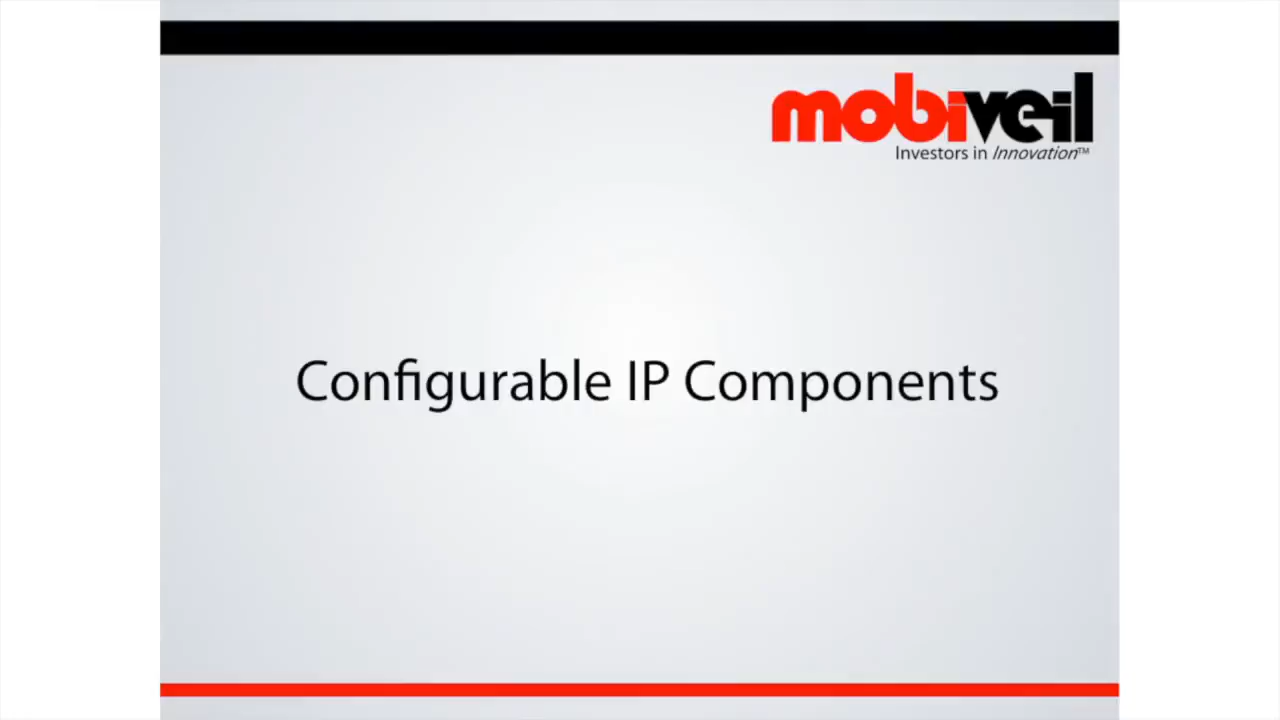 mobiveil
Investors in Innovation™
Configurable IP Components